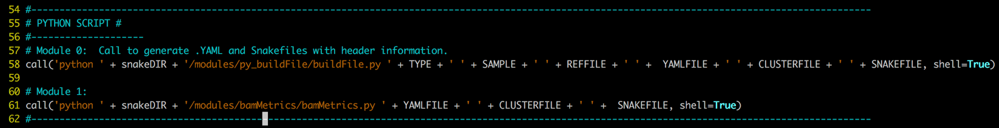 54 #----------------------------------------------------------------------------------------------------------------------------------------------------
55 # PYTHON SCRIPT #
56 #--------------------
57 # Module 0:  Call to generate .YAML and Snakefiles with header information.
58 call('python ' + snakeDIR + '/modules/py_buildFile/buildFile.py ' + TYPE + ' ' + SAMPLE + ' ' + REFFILE + ' ' +  YAMLFILE + ' ' + CLUSTERFILE + ' ' + SNAKEFILE, shell=True)
59
60 # Module 1:
61 call('python ' + snakeDIR + '/modules/bamMetrics/bamMetrics.py ' + YAMLFILE + ' ' + CLUSTERFILE + ' ' +  SNAKEFILE, shell=True)
62 #----------------------------------------------------------------------------------------------------------------------------------------------------